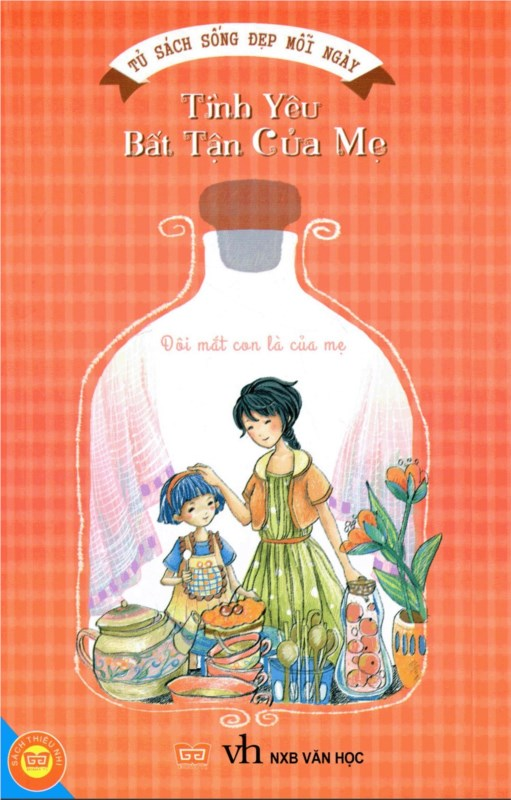 TỦ SÁCH SỐNG ĐẸP MỖI NGÀY
Tình Yêu
Bất Tận Của Mẹ
Đôi mắt con là của mẹ
SÁCH THIẾU NHI
vh NXB VĂN HỌC